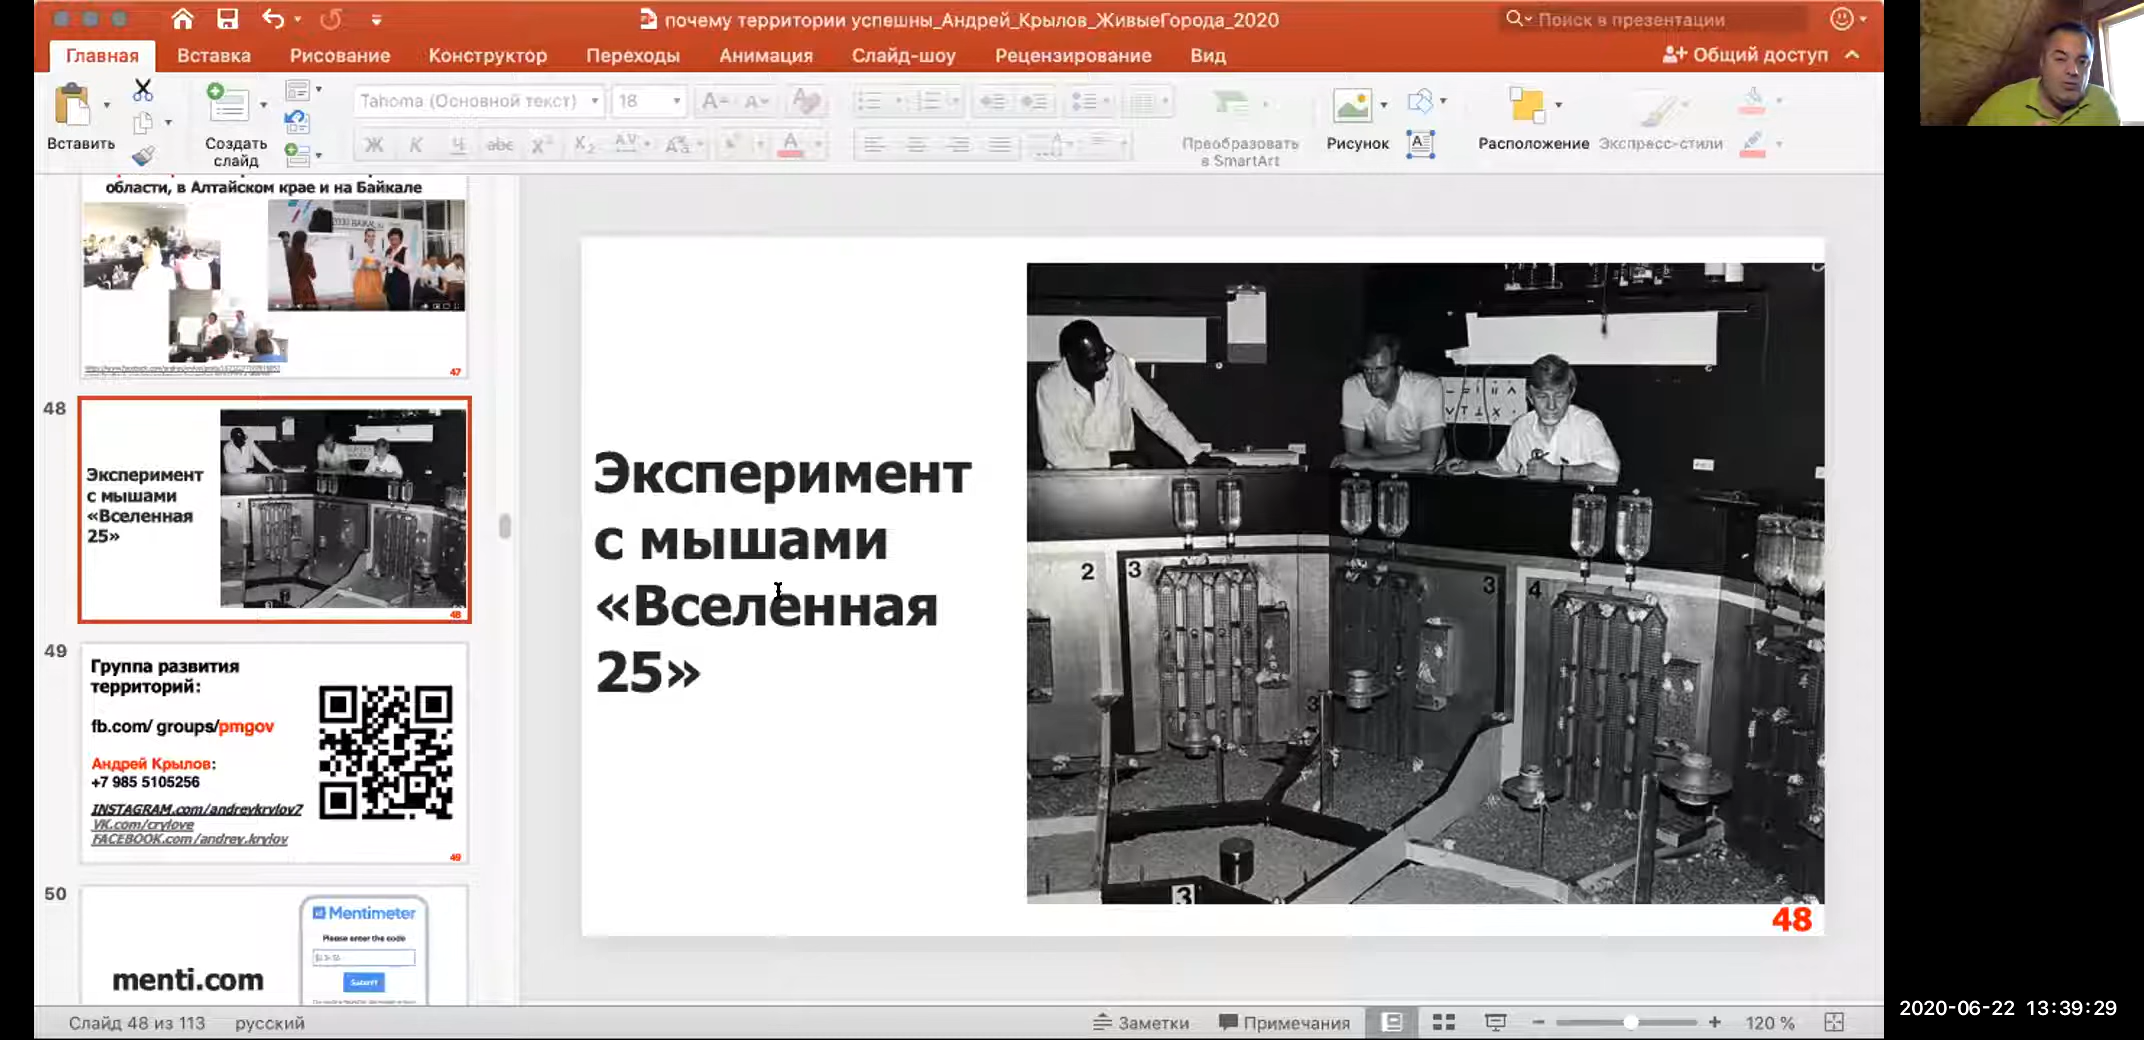 почему территории успешны_Андрей_Крылов_ЖивыеГорода_2020
Поиск в презентации
Главная
Вставка
Рисование
Конструктор
Переходы
Анимация
Слайд-шоу
Рецензирование
Вид
Общий доступ
Вставить
Создать
слайд
Tahoma (Основной текст)
18
Преобразовать
в SmartArt
Рисунок
Расположение
Экспресс-стили
области, в Алтайском крае и на Байкале
47
48
Эксперимент
с мышами
«Вселенная
25»
48
49
Группа развития
территорий:
fb.com/ groups/pmgov
Андрей Крылов:
+7 985 5105256
INSTAGRAM.com/andreykrylov7
VK.com/crylove
FACEBOOK.com/andrey.krylov
49
50
menti.com
Mentimeter
Please enter the code
Submit
Эксперимент
с мышами
«Вселенная
25»
2
3
3
4
3
3
48
Слайд 48 из 113
русский
Заметки
Примечания
120 %
2020-06-22 13:39:29